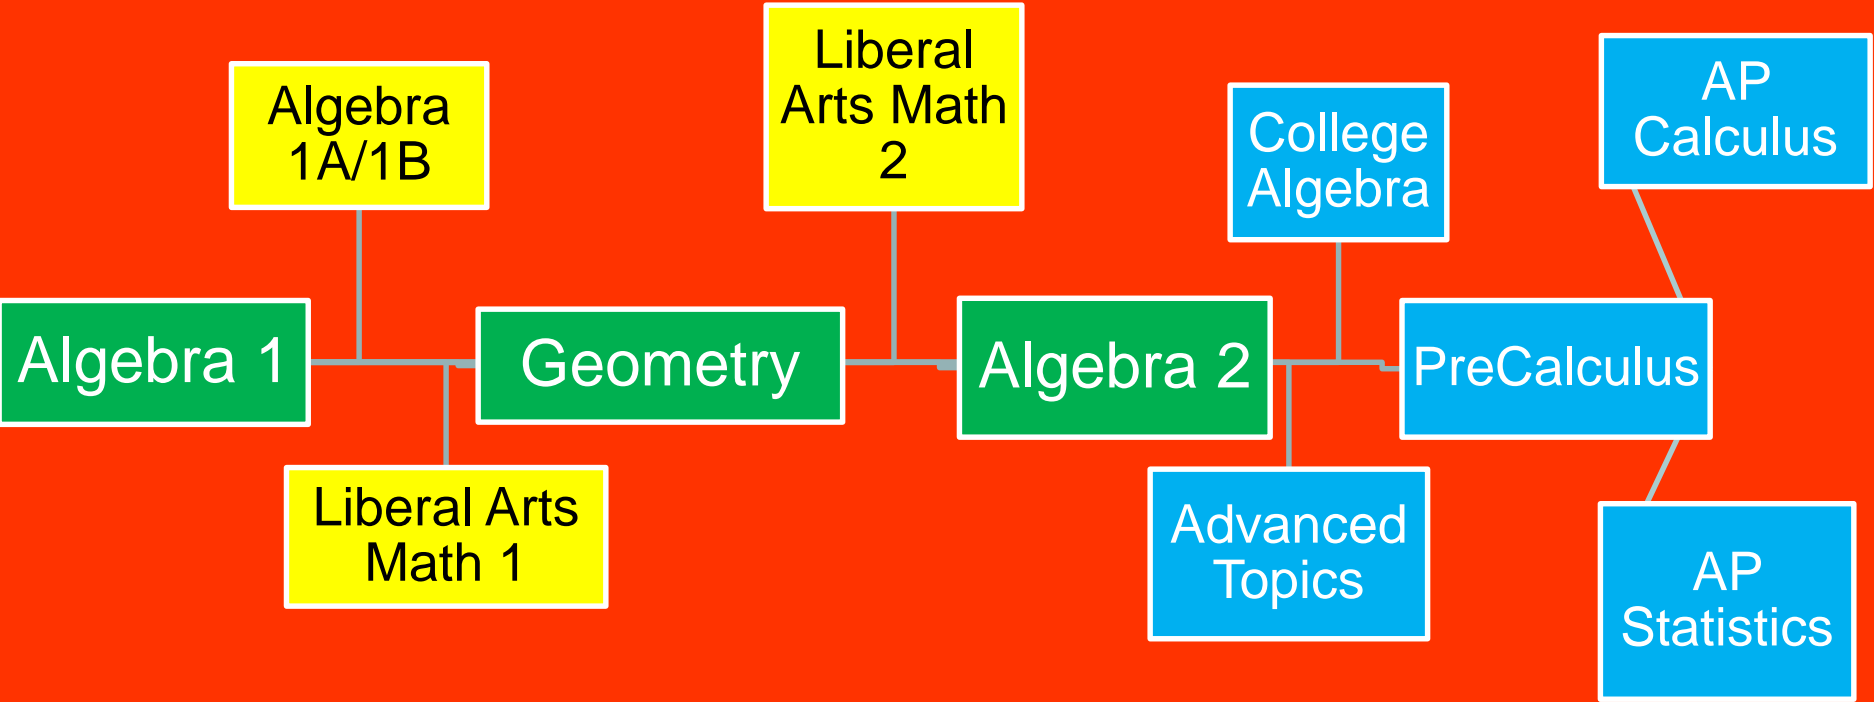 Algebra
1A/1B
Liberal
Arts Math
2
College
Algebra
AP
Calculus
Algebra 1
Geometry
Algebra 2
PreCalculus
Liberal Arts
Math 1
Advanced
Topics
AP
Statistics